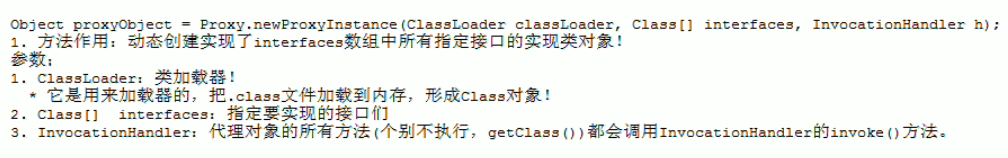 Object proxyObject = Proxy.newProxyInstance(ClassLoader classLoader, Class[] interfaces, InvocationHandler h);
1. 方法作用：动态创建实现了interfaces数组中所有指定接口的实现类对象！
参数：
1. ClassLoader：类加载器！
* 它是用来加载器的，把.class文件加载到内存，形成Class对象！
2. Class[] interfaces：指定要实现的接口们
3. InvocationHandler：代理对象的所有方法(个别不执行，getClass())都会调用InvocationHandler的invoke()方法。